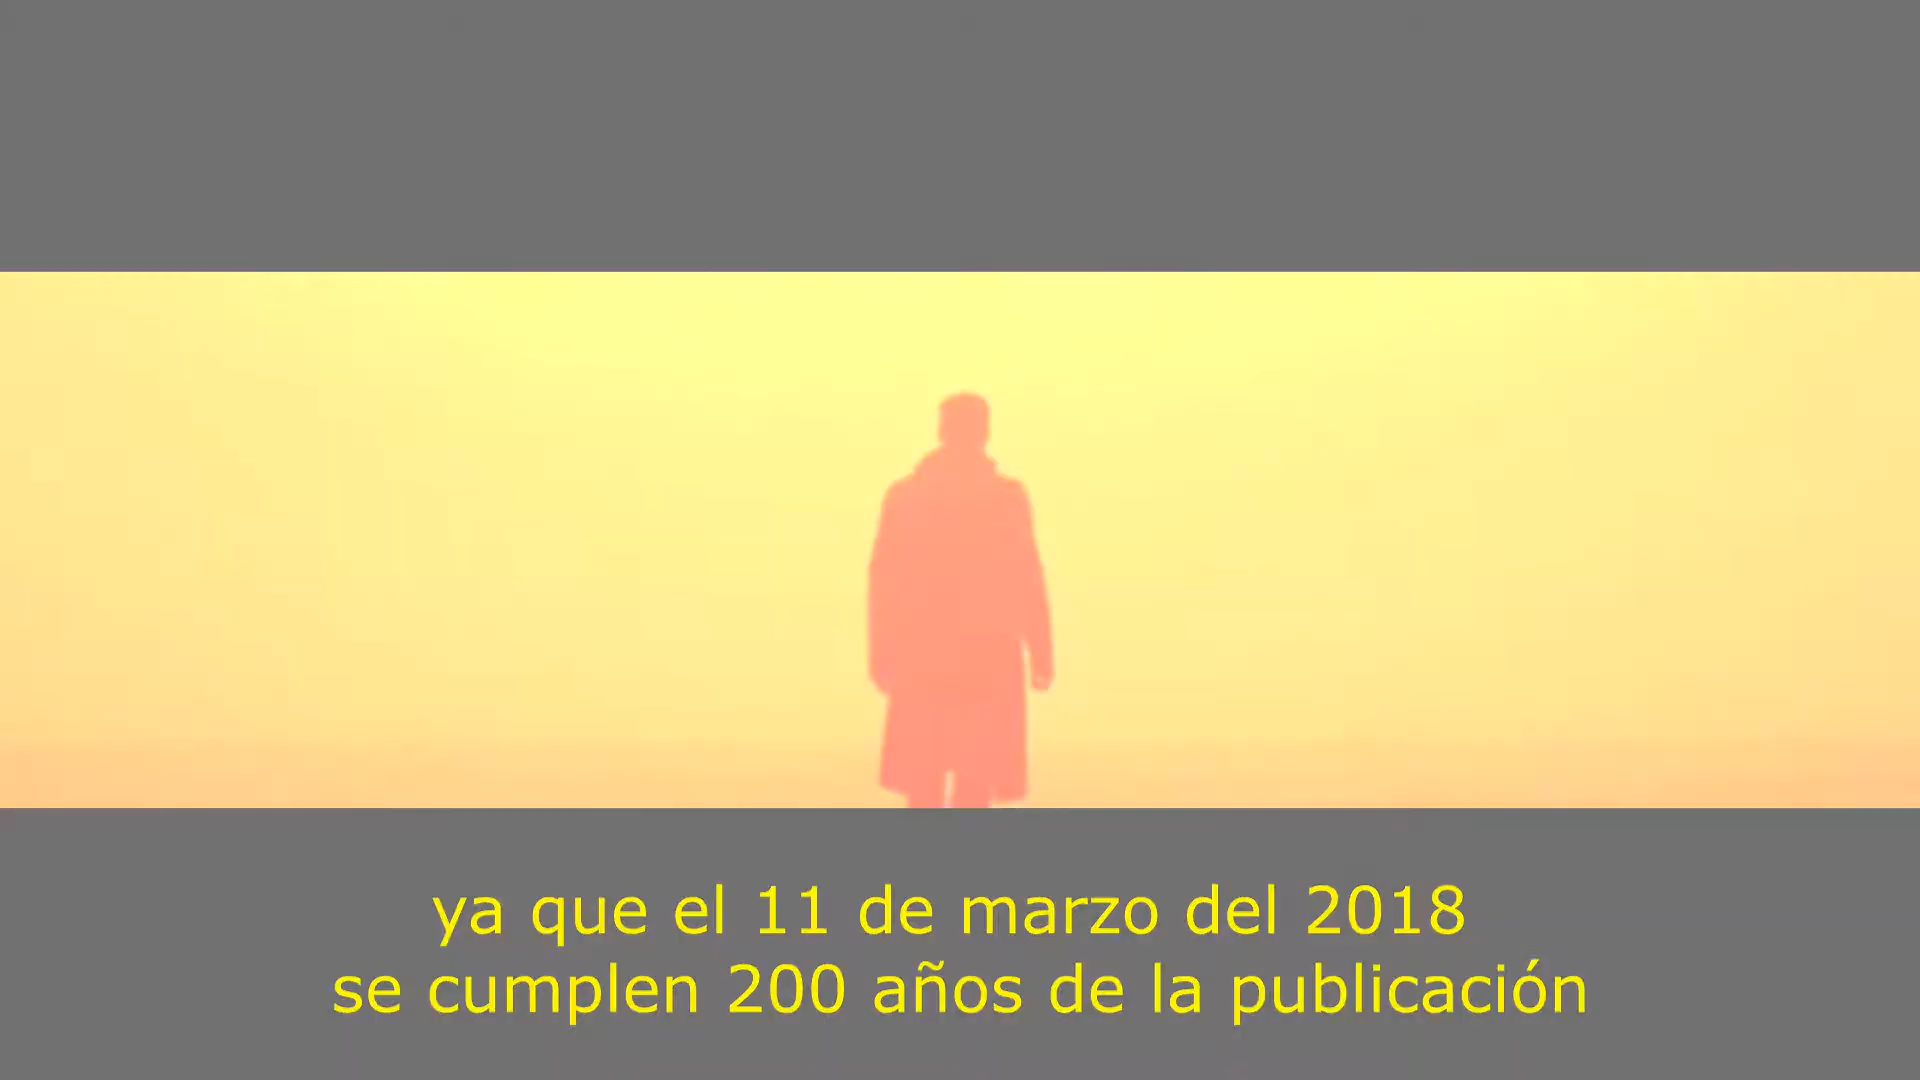 ya que el 11 de marzo del 2018
se cumplen 200 años de la publicación